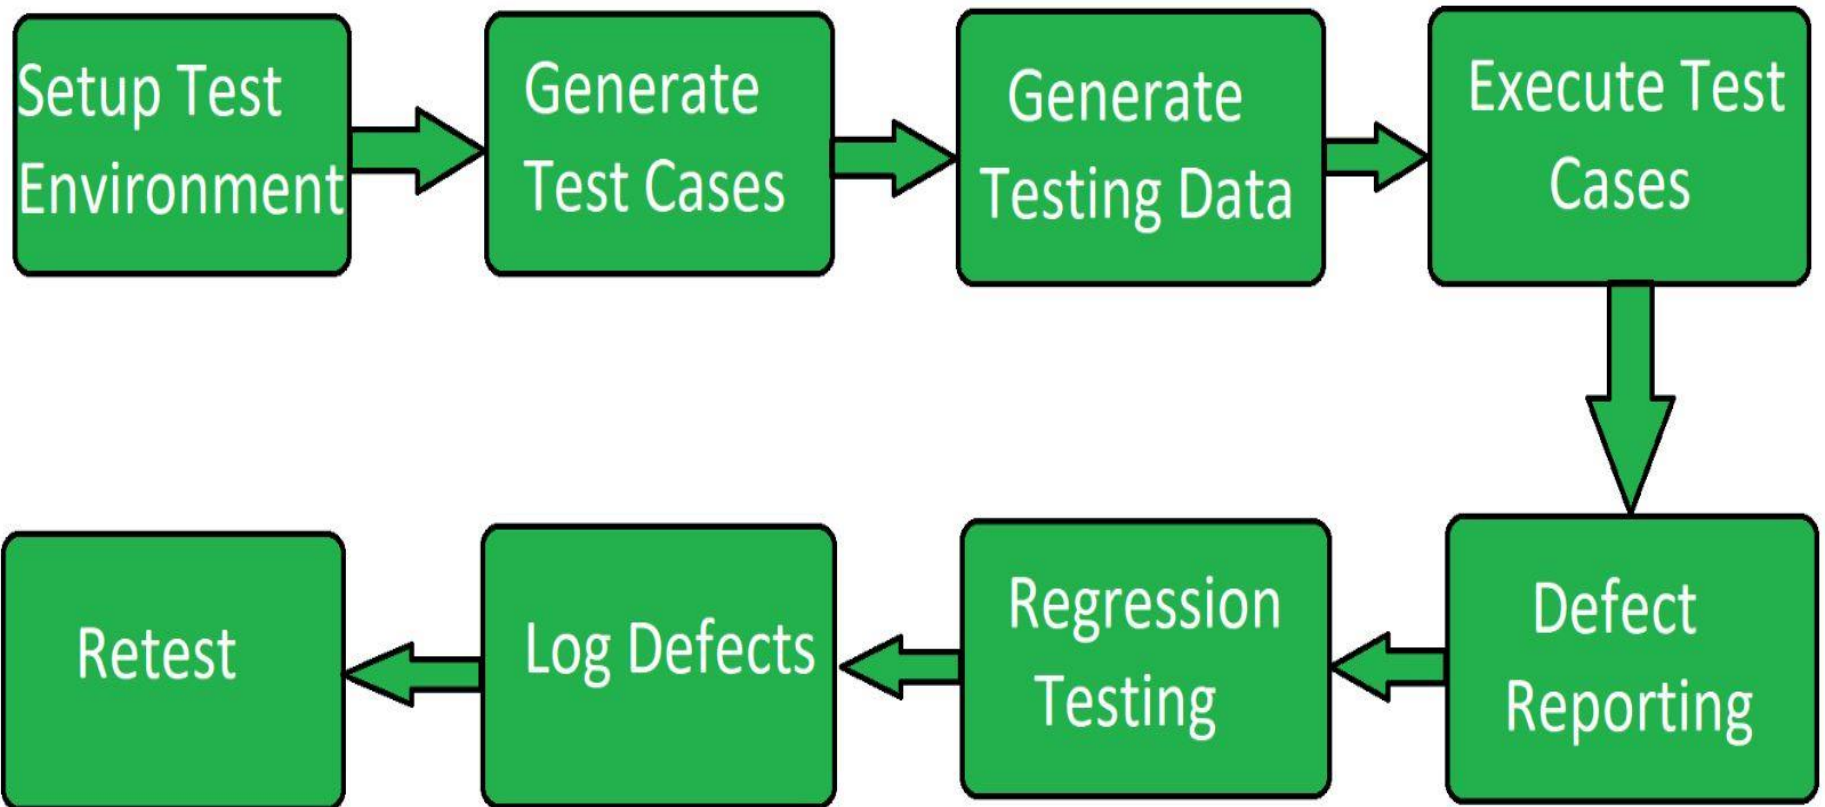 Setup Test
Environment
Generate
Test Cases
Generate
Testing Data
Execute Test
Cases
Defect
Reporting
Regression
Testing
Log Defects
Retest